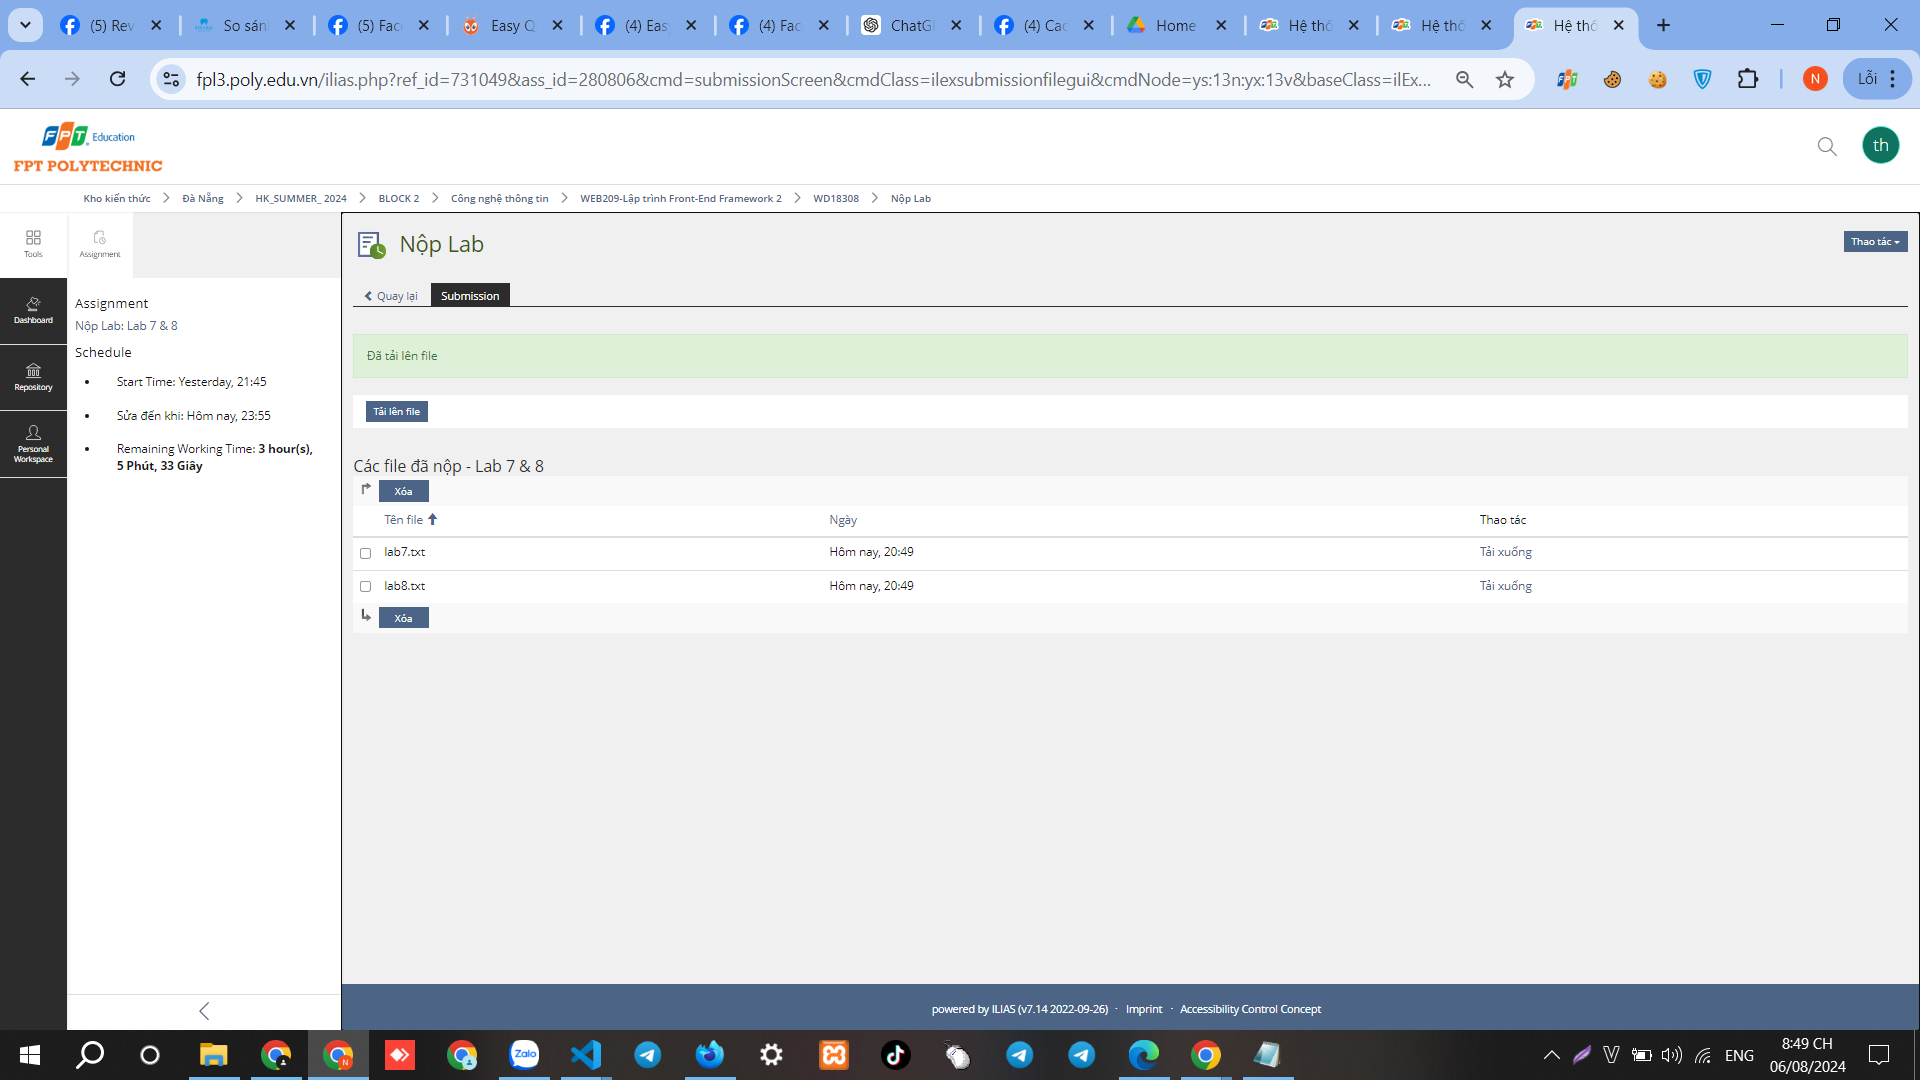 (5) Rev
So sán
(5) Fac
Easy Q
(4) Eas
(4) Fac
ChatG
(4) Cac
Home
Hệ thố
Hệ thố
Hệ thố
fpl3.poly.edu.vn/ilias.php?ref_id=731049&ass_id=280806&cmd=submissionScreen&cmdClass=ilexsubmissionfilegui&cmdNode=ys:13n:yx:13v&baseClass=ilEx...
N
Lỗi
FPT Education
FPT POLYTECHNIC
th
Kho kiến thức > Đà Nẵng > HK_SUMMER_ 2024 > BLOCK 2 > Công nghệ thông tin > WEB209-Lập trình Front-End Framework 2 > WD18308 > Nộp Lab
Tools
Assignment
Dashboard
Repository
Personal
Workspace
Assignment
Nộp Lab: Lab 7 & 8
Schedule
• Start Time: Yesterday, 21:45
• Sửa đến khi: Hôm nay, 23:55
• Remaining Working Time: 3 hour(s),
5 Phút, 33 Giây
Nộp Lab
Thao tác
Quay lại
Submission
Đã tải lên file
Tải lên file
Các file đã nộp - Lab 7 & 8
Xóa
Tên file Ngày Thao tác
lab7.txt Hôm nay, 20:49 Tải xuống
lab8.txt Hôm nay, 20:49 Tải xuống
Xóa
powered by ILIAS (v7.14 2022-09-26) · Imprint · Accessibility Control Concept
Zalo
ENG
8:49 CH
06/08/2024